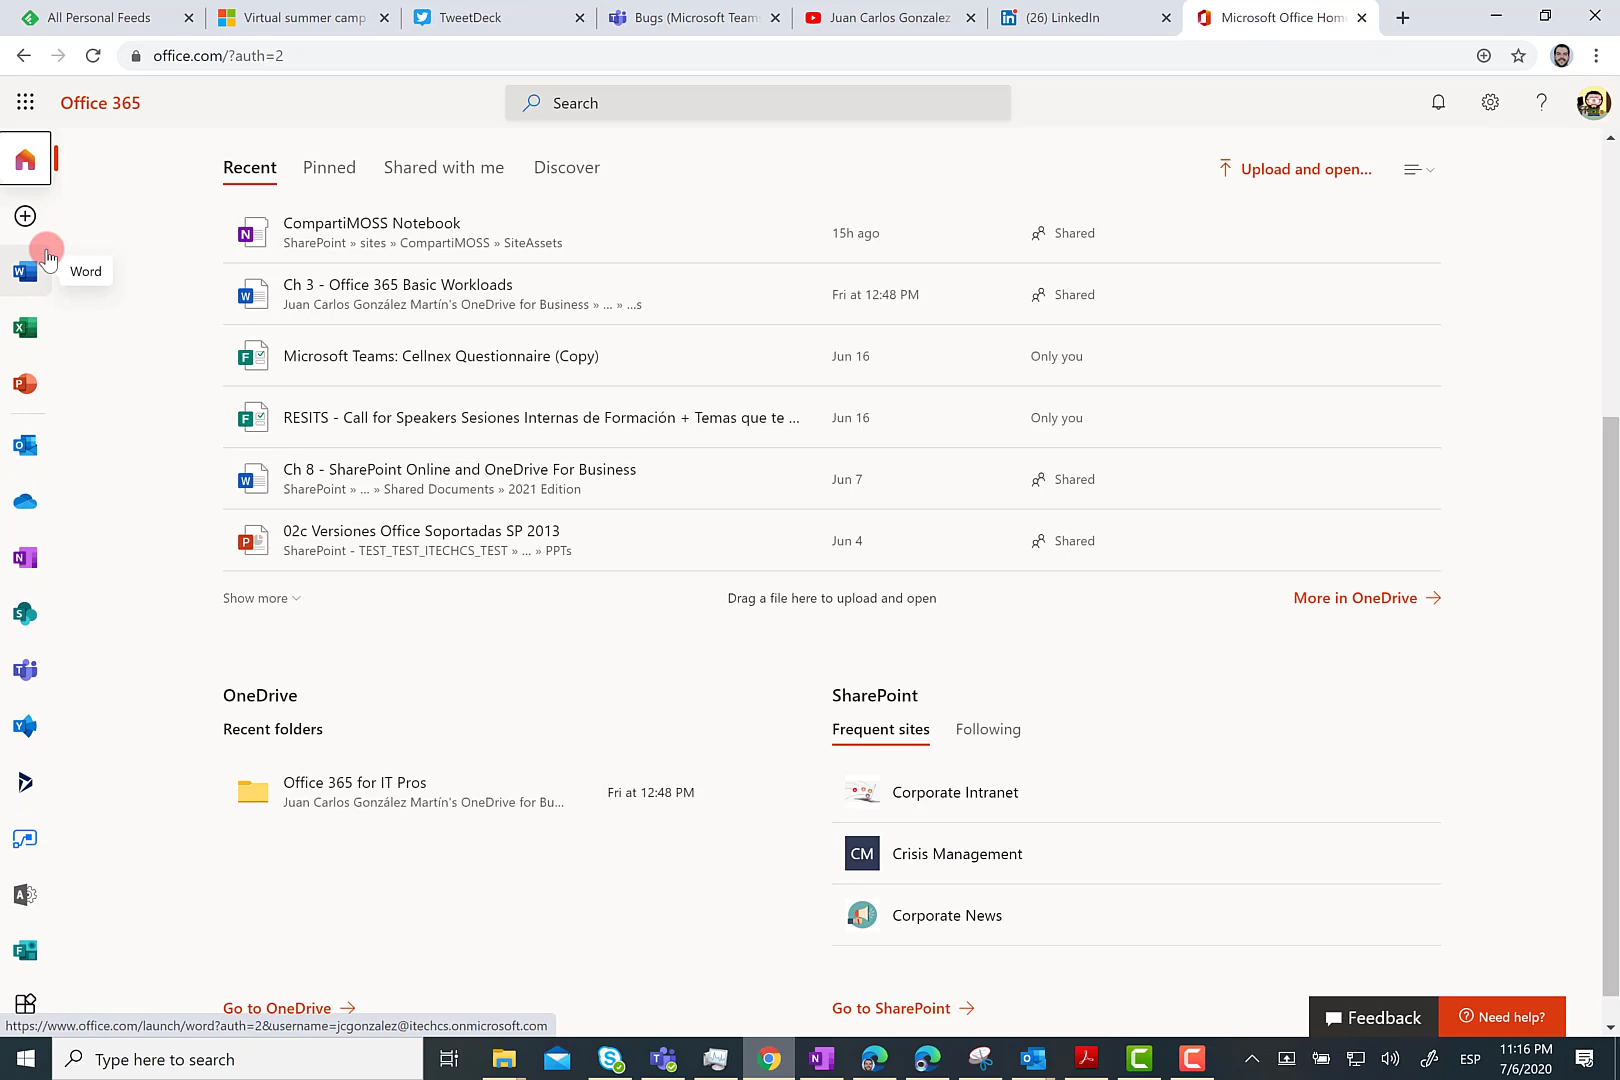 All Personal Feeds
Virtual summer camp
TweetDeck
Bugs (Microsoft Team
Juan Carlos Gonzalez
(26) LinkedIn
Microsoft Office Hom
office.com/?auth=2
Office 365
Search
Recent
Pinned
Shared with me
Discover
Upload and open...
CompartiMOSS Notebook
SharePoint » sites » CompartiMOSS » SiteAssets
15h ago
Shared
Word
Ch 3 - Office 365 Basic Workloads
Juan Carlos González Martín's OneDrive for Business » ... » ...s
Fri at 12:48 PM
Shared
Microsoft Teams: Cellnex Questionnaire (Copy)
Jun 16
Only you
RESITS - Call for Speakers Sesiones Internas de Formación + Temas que te ...
Jun 16
Only you
Ch 8 - SharePoint Online and OneDrive For Business
SharePoint » ... » Shared Documents » 2021 Edition
Jun 7
Shared
02c Versiones Office Soportadas SP 2013
SharePoint - TEST_TEST_ITECHCS_TEST » ... » PPTs
Jun 4
Shared
Show more
Drag a file here to upload and open
More in OneDrive
OneDrive
Recent folders
Office 365 for IT Pros
Juan Carlos González Martín's OneDrive for Bu...
Fri at 12:48 PM
SharePoint
Frequent sites
Following
Corporate Intranet
CM
Crisis Management
Corporate News
Go to OneDrive
Go to SharePoint
Feedback
Need help?
https://www.office.com/launch/word?auth=2&username=jcgonzalez@itechcs.onmicrosoft.com
Type here to search
ESP
11:16 PM
7/6/2020